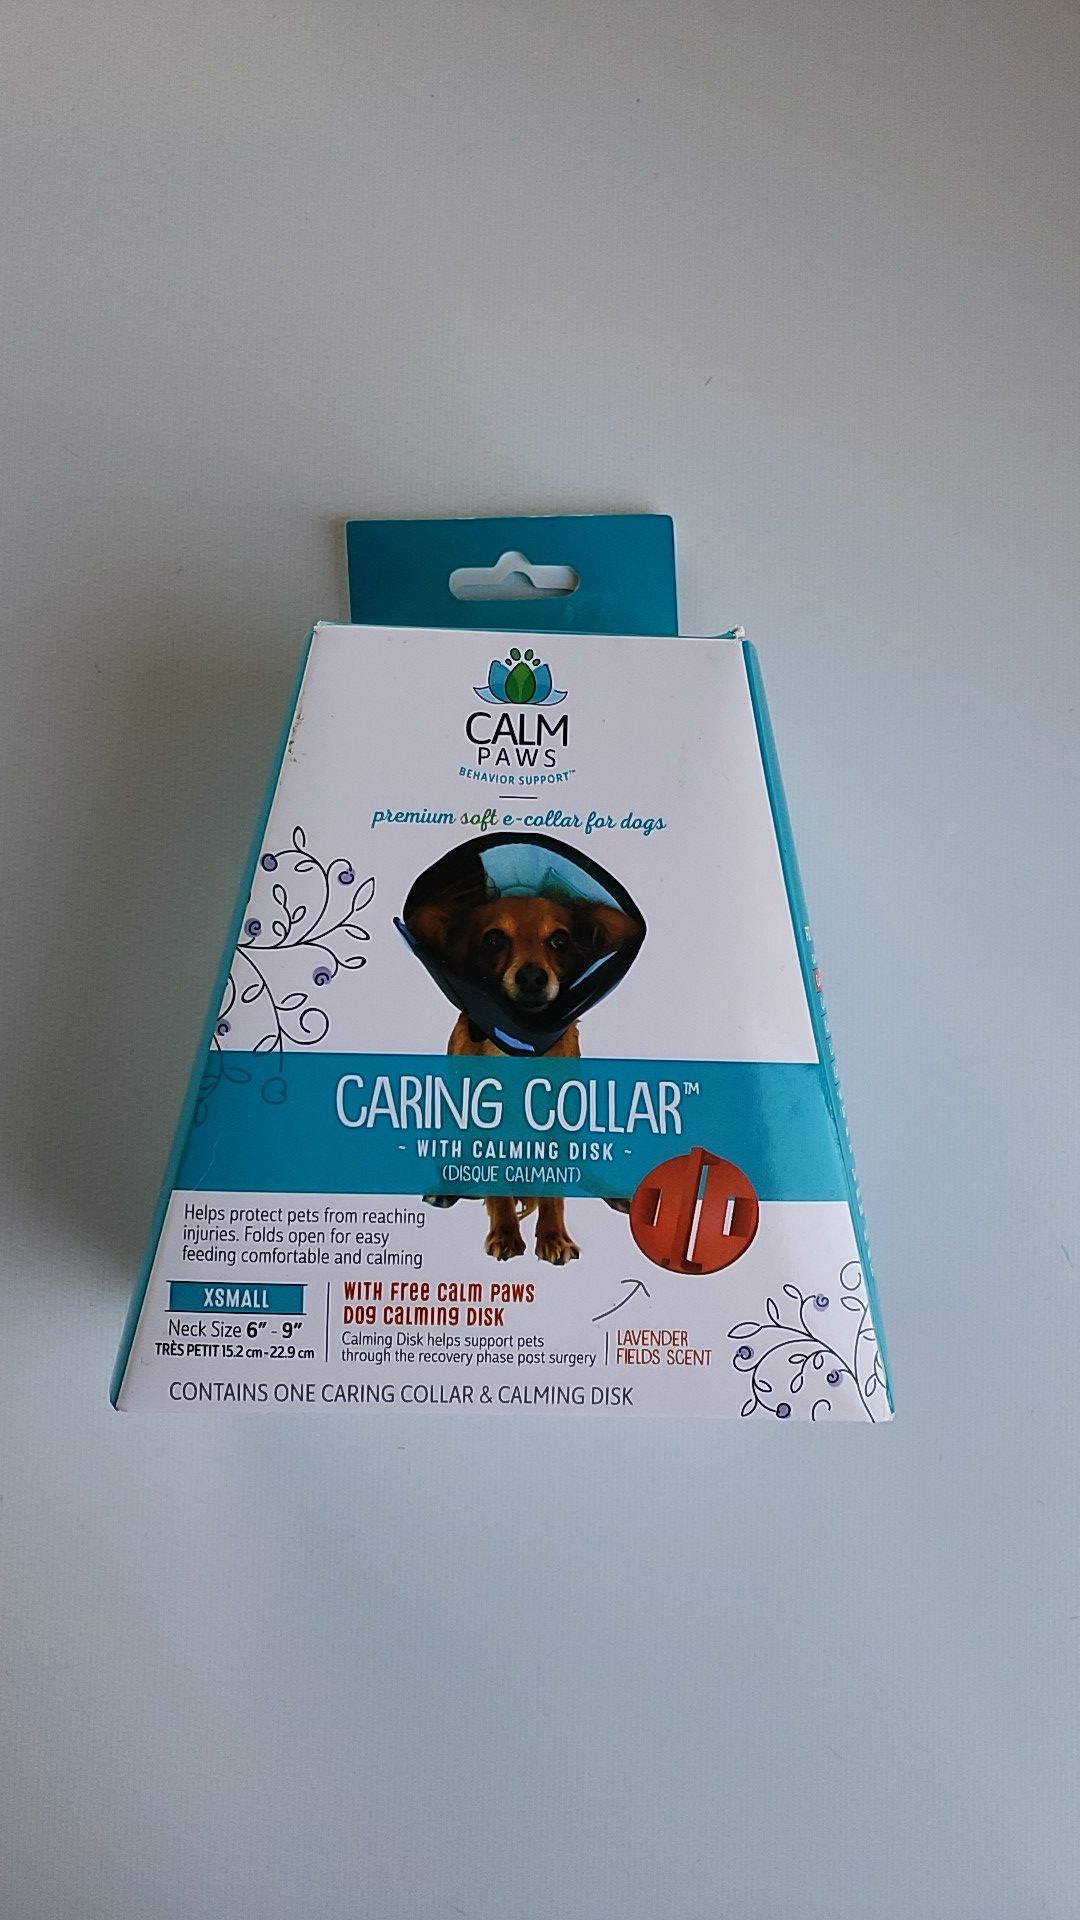 CALM
PAWS
BEHAVIOR SUPPORT™
premium soft e-collar for dogs
CARING COLLAR™
~ WITH CALMING DISK ~
(DISQUE CALMANT)
Helps protect pets from reaching
injuries. Folds open for easy
feeding comfortable and calming
XSMALL
Neck Size 6" - 9"
TRÈS PETIT 15.2 cm - 22.9 cm
WITH Free CaLM Paws
DOG CaLMING DISK
Calming Disk helps support pets
through the recovery phase post surgery
LAVENDER
FIELDS SCENT
CONTAINS ONE CARING COLLAR & CALMING DISK